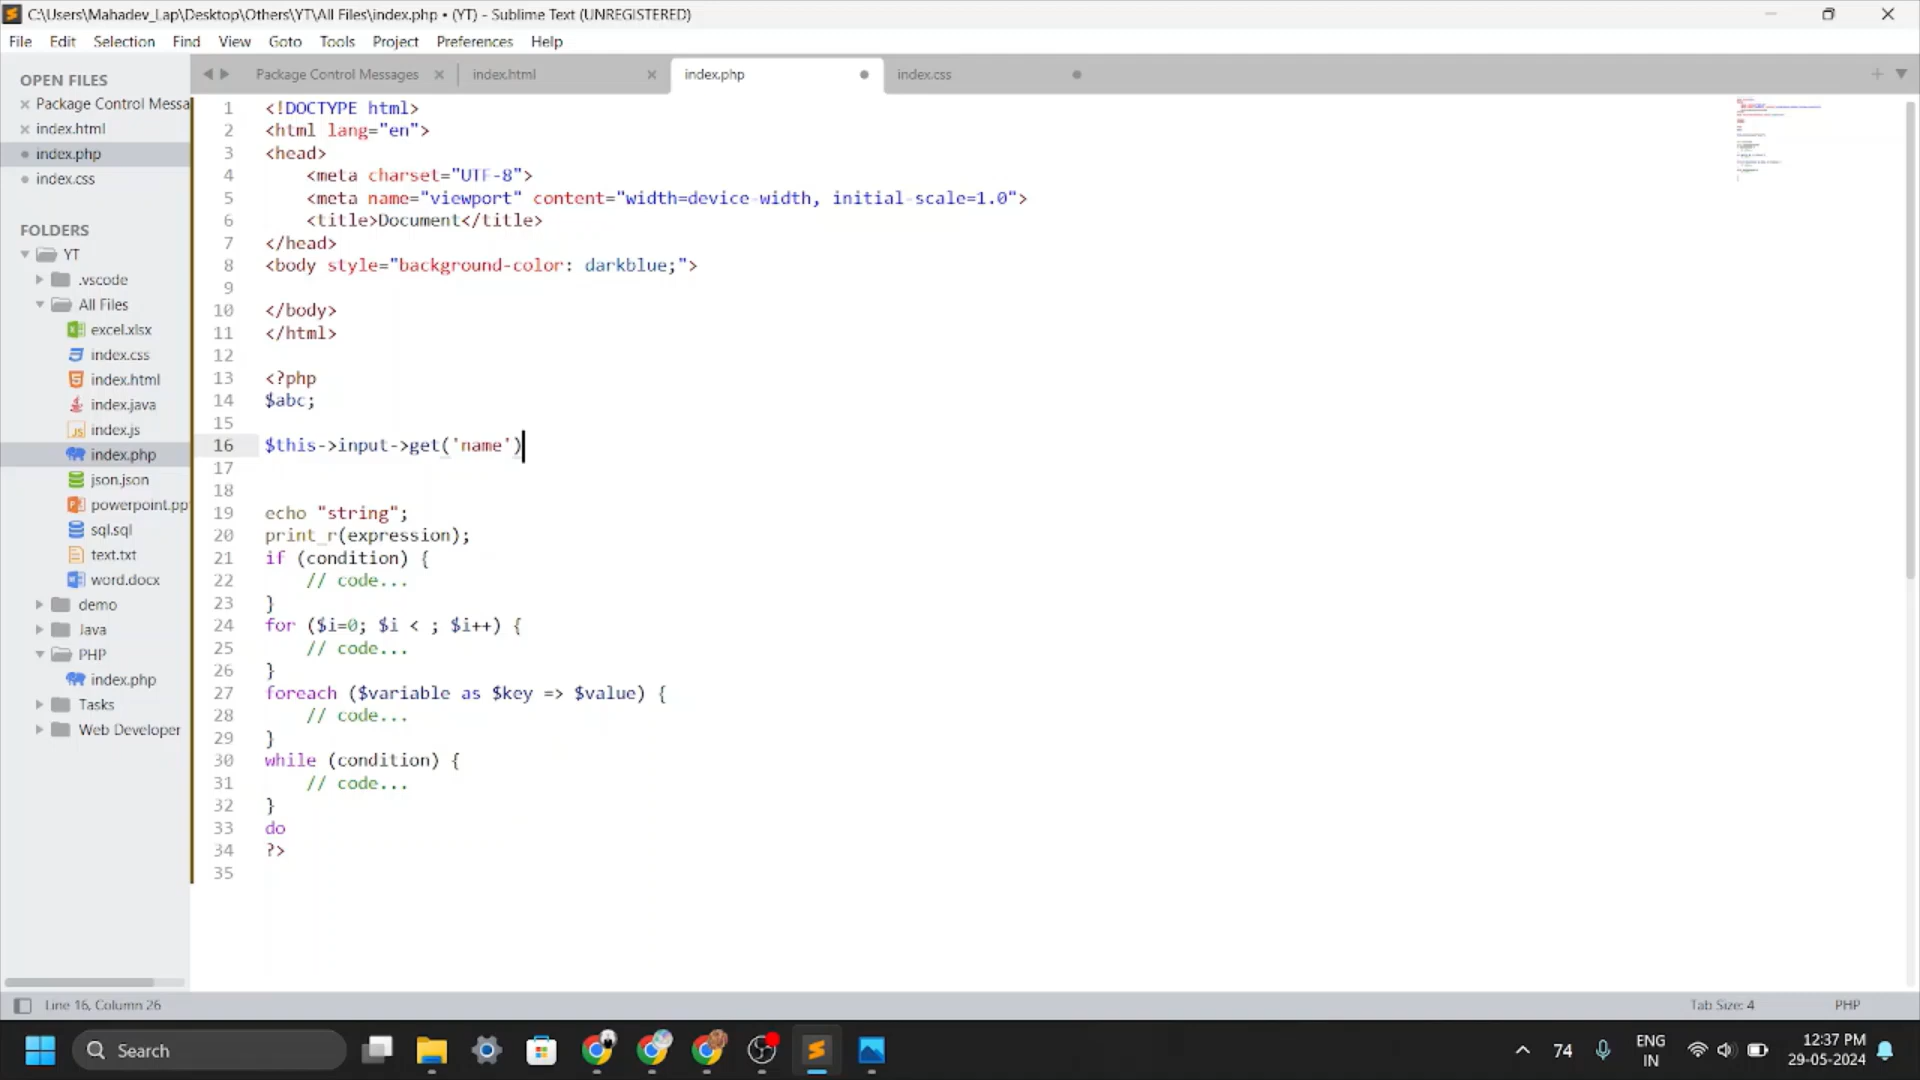 C:\Users\Mahadev_Lap\Desktop\Others\YT\All Files\index.php • (YT) - Sublime Text (UNREGISTERED)
File Edit Selection Find View Goto Tools Project Preferences Help
OPEN FILES
Package Control Messa
index.html
index.php
index.css
FOLDERS
YT
.vscode
All Files
excel.xlsx
index.css
index.html
index.java
index.js
index.php
json.json
powerpoint.pp
sql.sql
text.txt
word.docx
demo
Java
PHP
index.php
Tasks
Web Developer
Package Control Messages index.html index.php index.css
1 <!DOCTYPE html>
2 <html lang="en">
3 <head>
4 <meta charset="UTF-8">
5 <meta name="viewport" content="width=device-width, initial-scale=1.0">
6 <title>Document</title>
7 </head>
8 <body style="background-color: darkblue;">
9
10 </body>
11 </html>
12
13 <?php
14 $abc;
15
16 $this->input->get('name')
17
18
19 echo "string";
20 print_r(expression);
21 if (condition) {
22 // code...
23 }
24 for ($i=0; $i < ; $i++) {
25 // code...
26 }
27 foreach ($variable as $key => $value) {
28 // code...
29 }
30 while (condition) {
31 // code...
32 }
33 do
34 ?>
35
Line 16, Column 26 Tab Size: 4 PHP
Search
74
ENG
IN
12:37 PM
29-05-2024